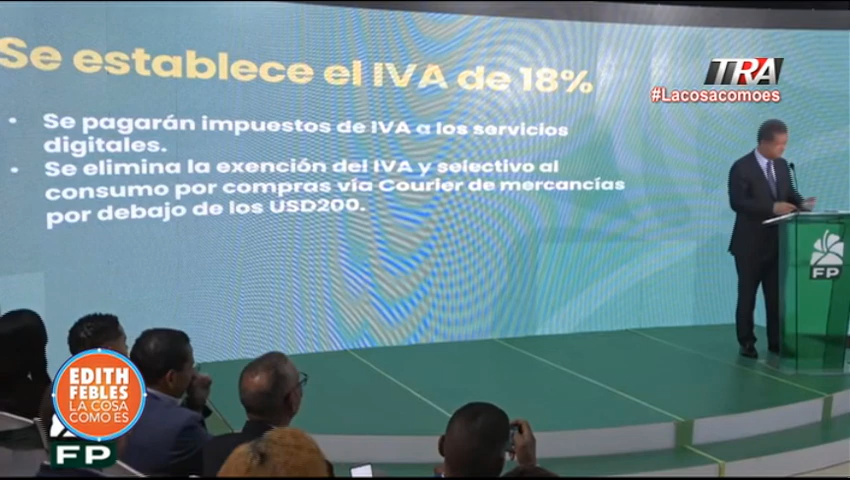 Se establece el IVA de 18%
TRA
#Lacosacomoes
• Se pagarán impuestos de IVA a los servicios
digitales.
• Se elimina la exención del IVA y selectivo al
consumo por compras vía Courier de mercancías
por debajo de los USD200.
FP
EDITH
FEBLES
LA COSA
COMO ES
FP